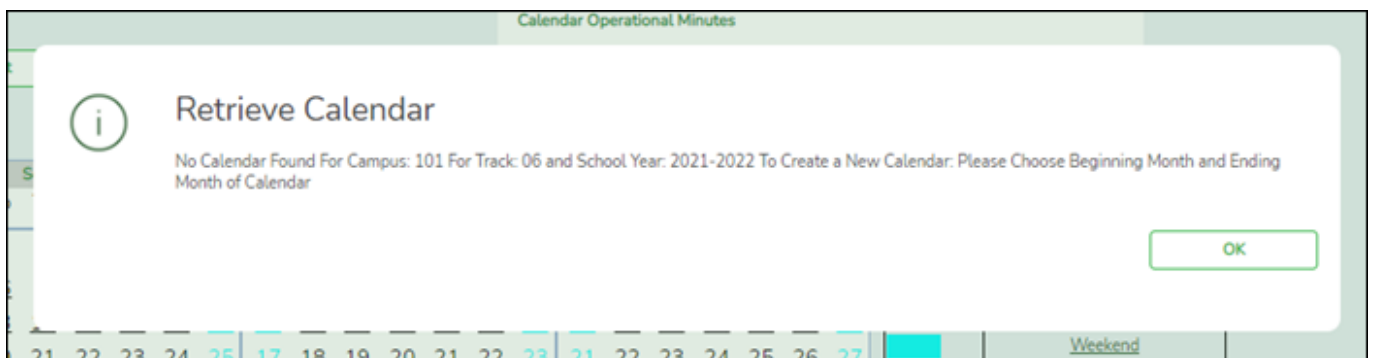 Calendar Operational Minutes
Retrieve Calendar
No Calendar Found For Campus: 101 For Track: 06 and School Year: 2021-2022 To Create a New Calendar: Please Choose Beginning Month and Ending
Month of Calendar
OK
21 22 23 24 25 17 18 19 20 21 22 23 21 22 23 24 25 26 27
Weekend